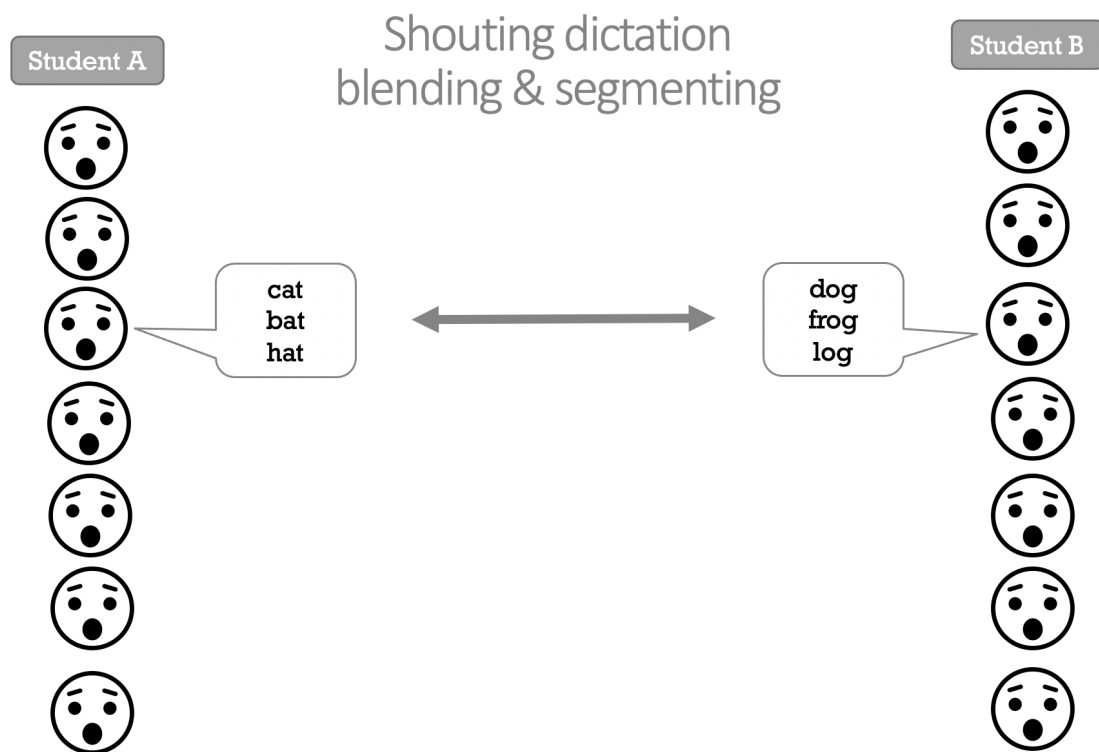 Student A
Shouting dictation
blending & segmenting
Student B
cat
bat
hat
dog
frog
log